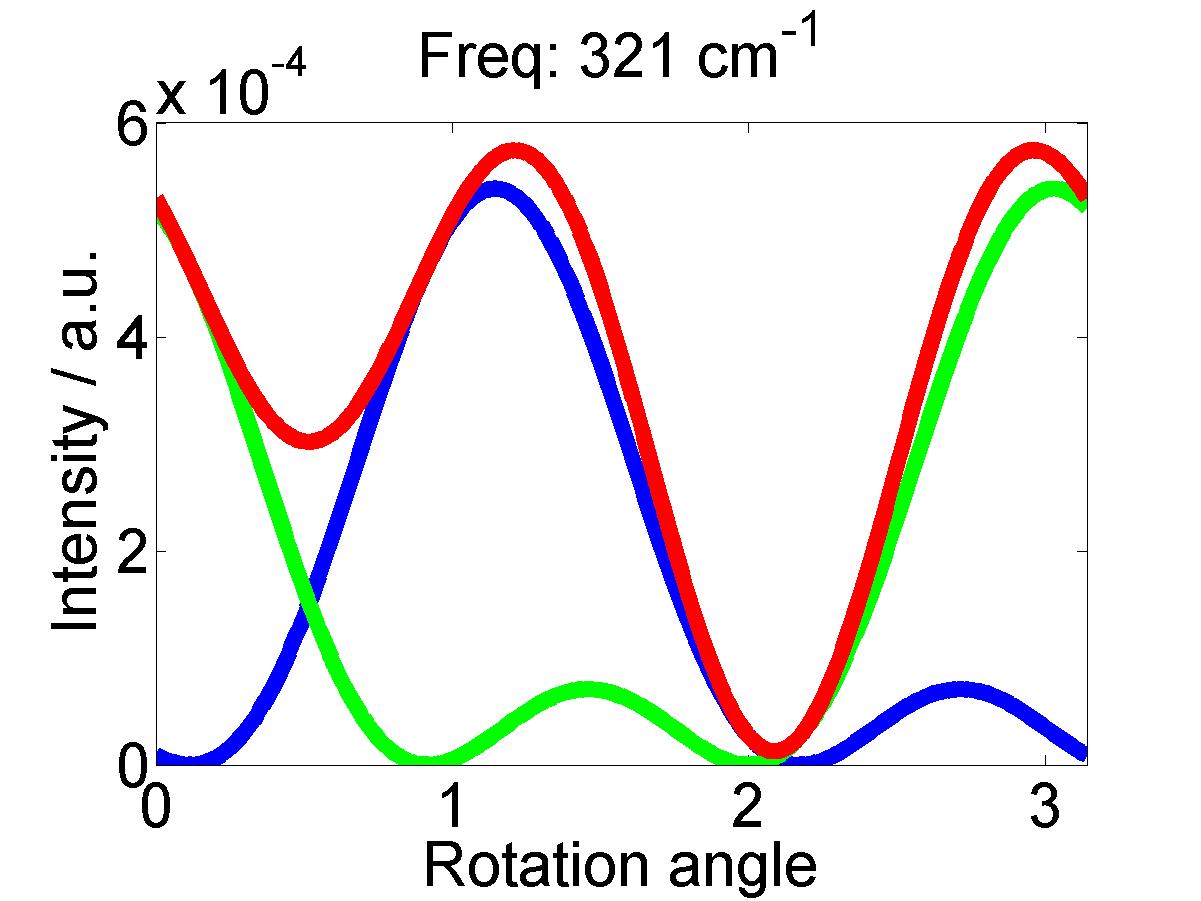 Freq: 321 cm⁻¹
x 10⁻⁴
6
4
2
0
Intensity / a.u.
0 1 2 3
Rotation angle